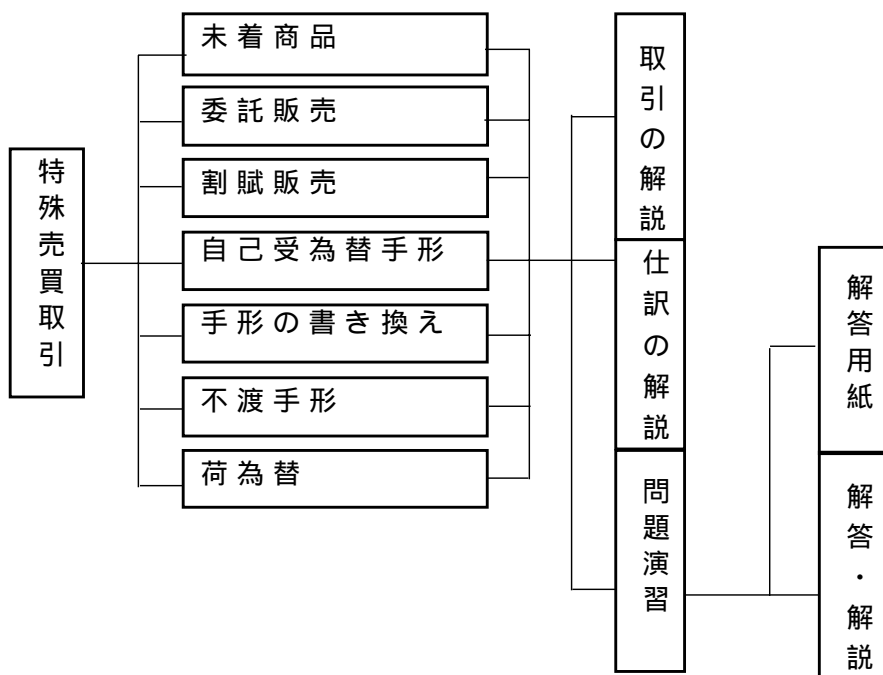 特殊売買取引
未着商品
委託販売
割賦販売
自己受為替手形
手形の書き換え
不渡手形
荷為替
取引の解説
仕訳の解説
問題演習
解答用紙
解答・解説